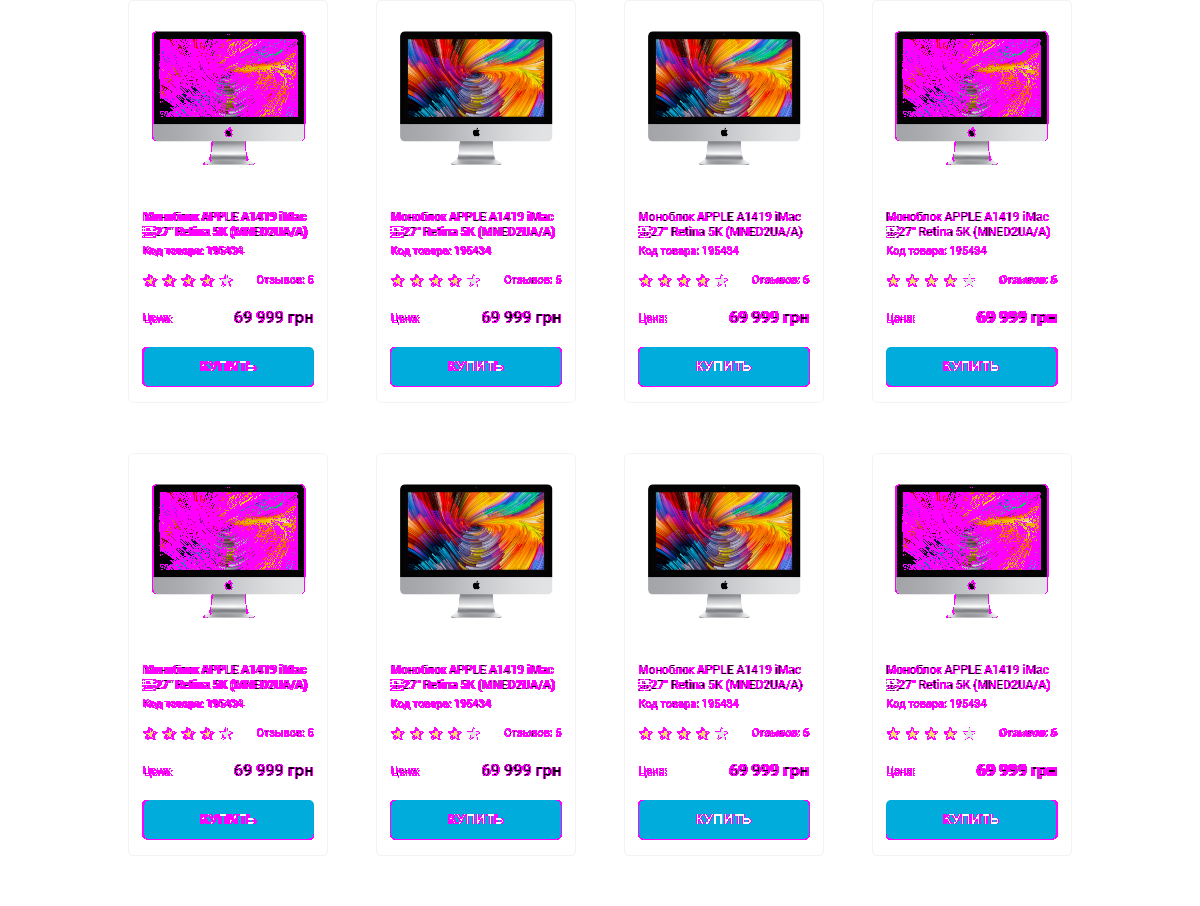 Моноблок APPLE A1419 iMac
27" Retina 5K (MNED2UA/A)
Код товара: 195434
Отзывов: 6
Цена:
69 999 грн
КУПИТЬ
Моноблок APPLE A1419 iMac
27" Retina 5K (MNED2UA/A)
Код товара: 195434
Отзывов: 6
Цена:
69 999 грн
КУПИТЬ
Моноблок APPLE A1419 iMac
27" Retina 5K (MNED2UA/A)
Код товара: 195434
Отзывов: 6
Цена:
69 999 грн
КУПИТЬ
Моноблок APPLE A1419 iMac
27" Retina 5K (MNED2UA/A)
Код товара: 195434
Отзывов: 6
Цена:
69 999 грн
КУПИТЬ
Моноблок APPLE A1419 iMac
27" Retina 5K (MNED2UA/A)
Код товара: 195434
Отзывов: 6
Цена:
69 999 грн
КУПИТЬ
Моноблок APPLE A1419 iMac
27" Retina 5K (MNED2UA/A)
Код товара: 195434
Отзывов: 6
Цена:
69 999 грн
КУПИТЬ
Моноблок APPLE A1419 iMac
27" Retina 5K (MNED2UA/A)
Код товара: 195434
Отзывов: 6
Цена:
69 999 грн
КУПИТЬ
Моноблок APPLE A1419 iMac
27" Retina 5K (MNED2UA/A)
Код товара: 195434
Отзывов: 6
Цена:
69 999 грн
КУПИТЬ